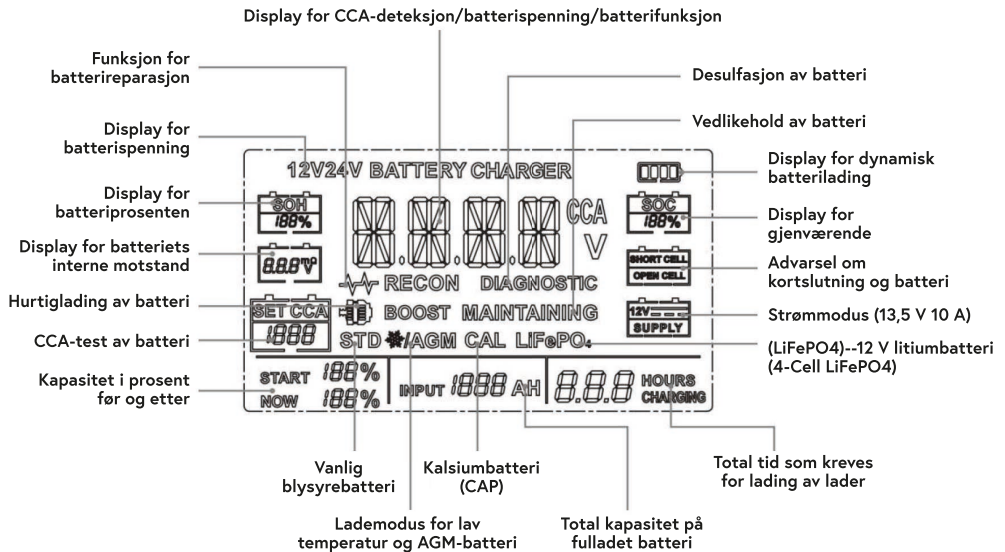 Display for CCA-deteksjon/batterispenning/batterifunksjon
Funksjon for
batterireparasjon
Desulfasjon av batteri
Display for
batterispenning
Vedlikehold av batteri
12V24V BATTERY CHARGER
Display for dynamisk
batterilading
Display for
batteriprosenten
SOH
188%
8.8.8.8
CCA
V
SOC
188%
Display for
gjenværende
Display for batteriets
interne motstand
8.8.8 mΩ
V
SHORT CELL
OPEN CELL
Advarsel om
kortslutning og batteri
RECON DIAGNOSTIC
Hurtiglading av batteri
BOOST MAINTAINING
12V
SUPPLY
Strømmodus (13,5 V 10 A)
SET CCA
1888
CCA-test av batteri
STD /AGM CAL LiFePO4
(LiFePO4)--12 V litiumbatteri
(4-Cell LiFePO4)
Kapasitet i prosent
før og etter
START 188%
NOW 188%
INPUT 1888 AH
8.8.8 HOURS
CHARGING
Vanlig
blysyrebatteri
Kalsiumbatteri
(CAP)
Total tid som kreves
for lading av lader
Lademodus for lav
temperatur og AGM-batteri
Total kapasitet på
fulladet batteri